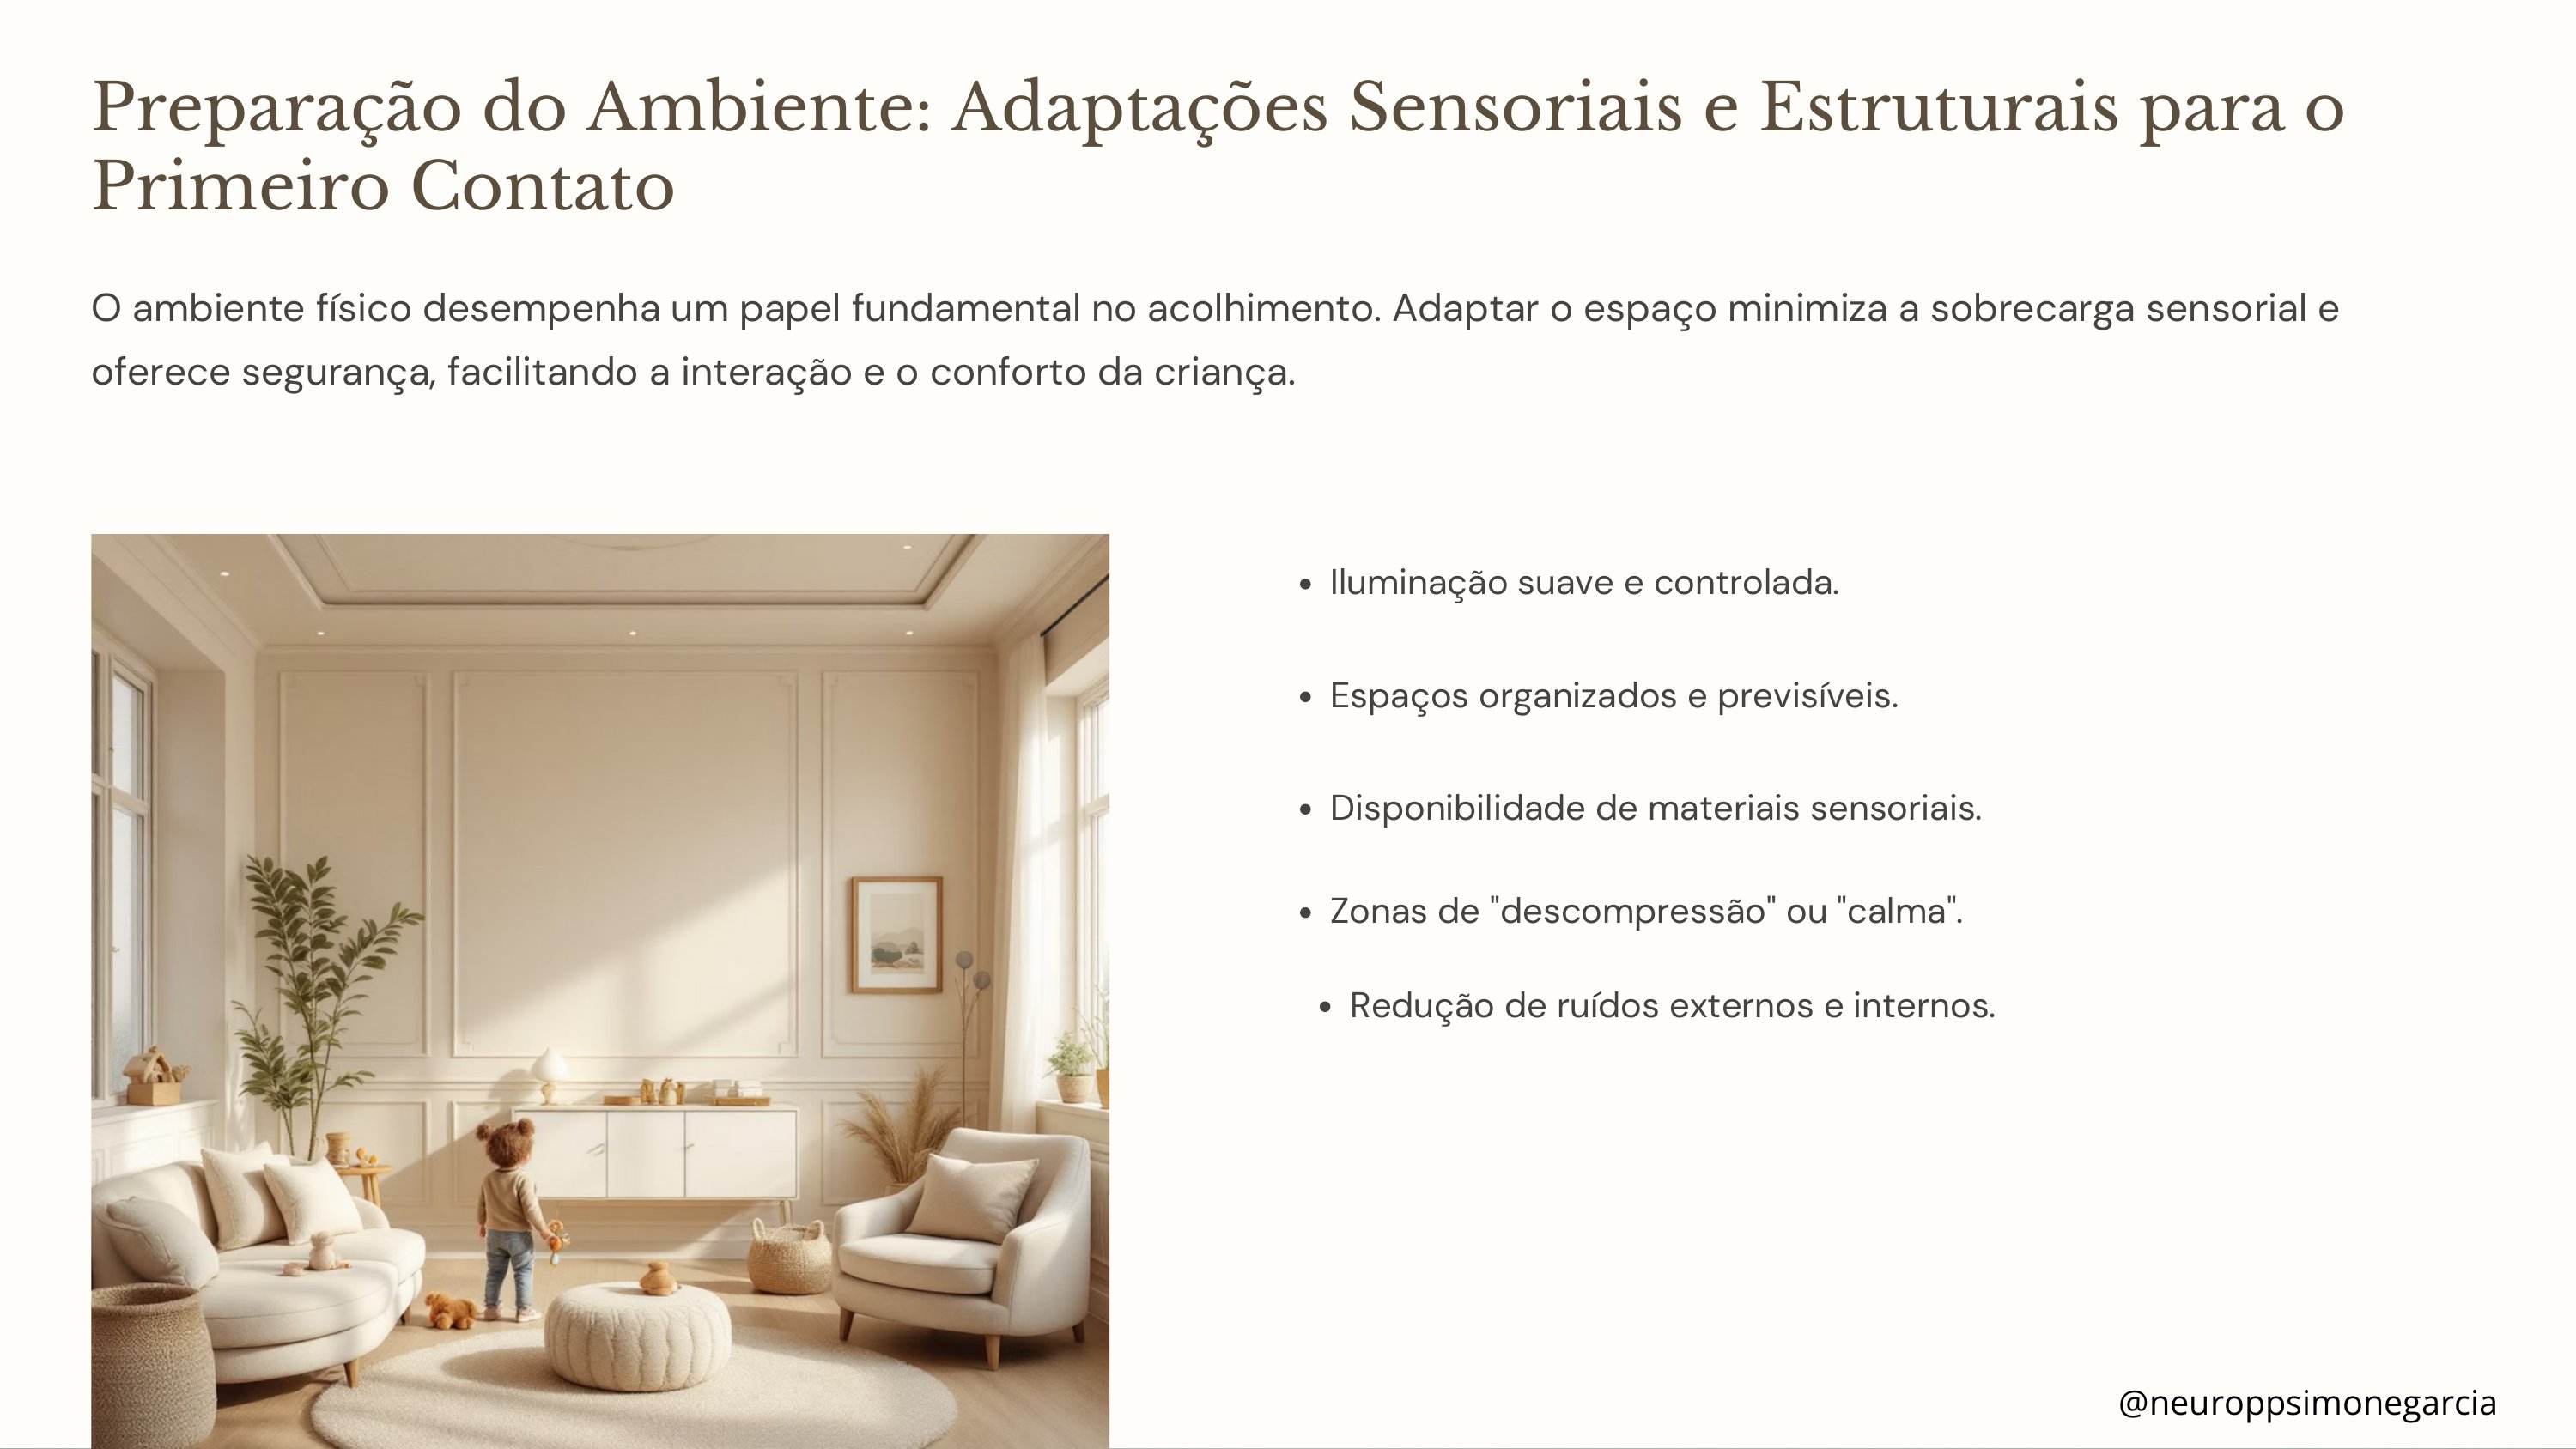 Preparação do Ambiente: Adaptações Sensoriais e Estruturais para o
Primeiro Contato
O ambiente físico desempenha um papel fundamental no acolhimento. Adaptar o espaço minimiza a sobrecarga sensorial e
oferece segurança, facilitando a interação e o conforto da criança.
• Iluminação suave e controlada.
• Espaços organizados e previsíveis.
• Disponibilidade de materiais sensoriais.
• Zonas de "descompressão" ou "calma".
• Redução de ruídos externos e internos.
@neuroppsimonegarcia